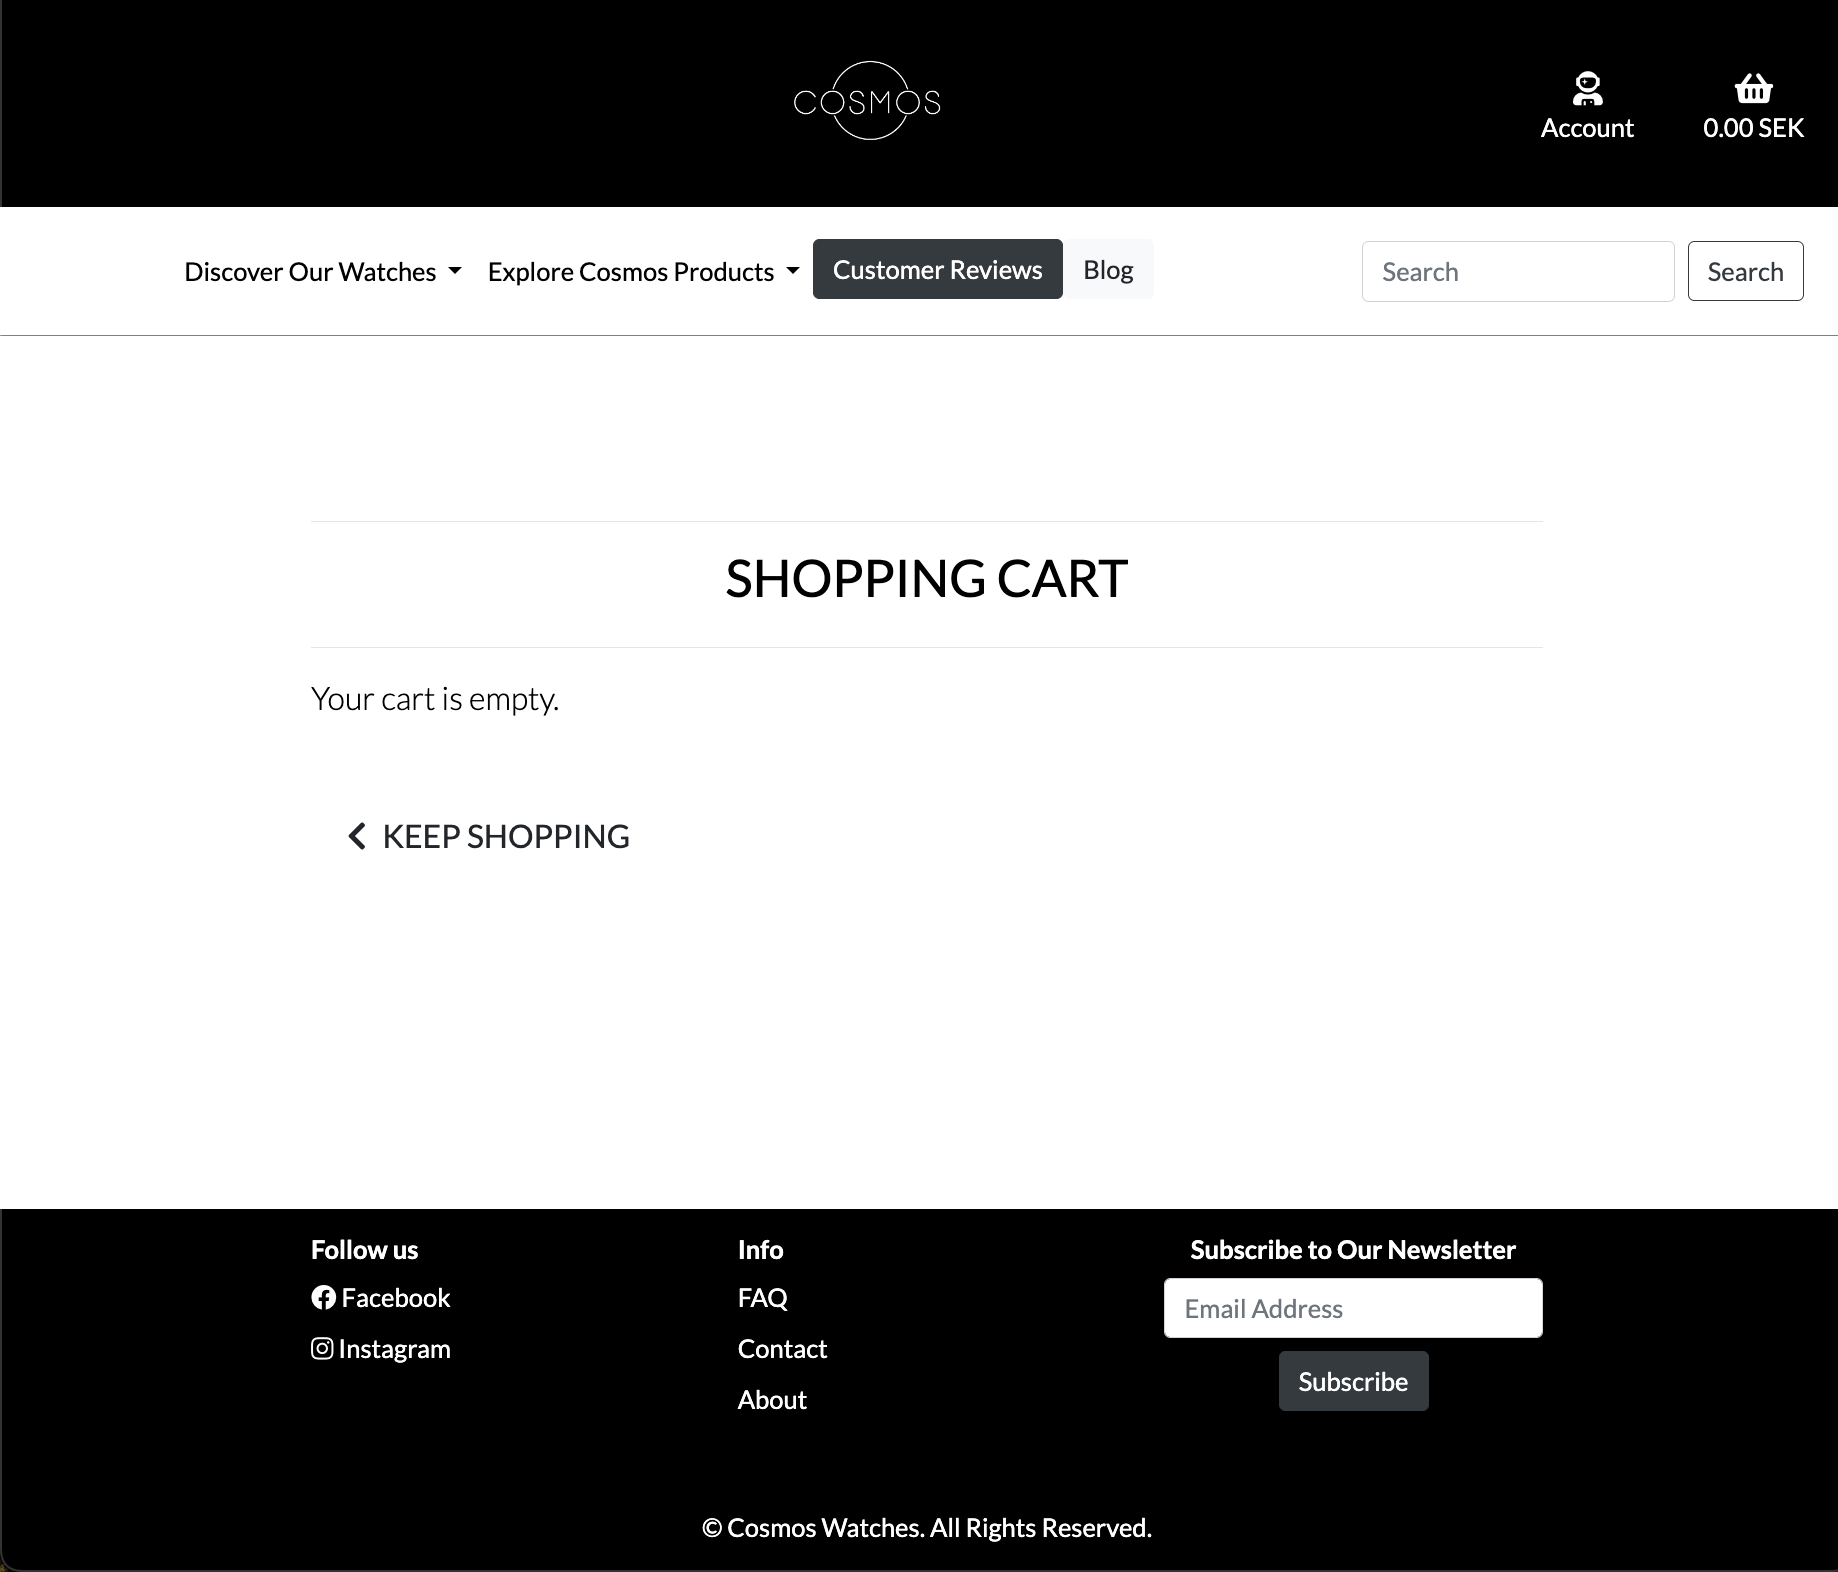 COSMOS
Account
0.00 SEK
Discover Our Watches
Explore Cosmos Products
Customer Reviews
Blog
Search
Search
SHOPPING CART
Your cart is empty.
KEEP SHOPPING
Follow us
Facebook
Instagram
Info
FAQ
Contact
About
Subscribe to Our Newsletter
Email Address
Subscribe
© Cosmos Watches. All Rights Reserved.